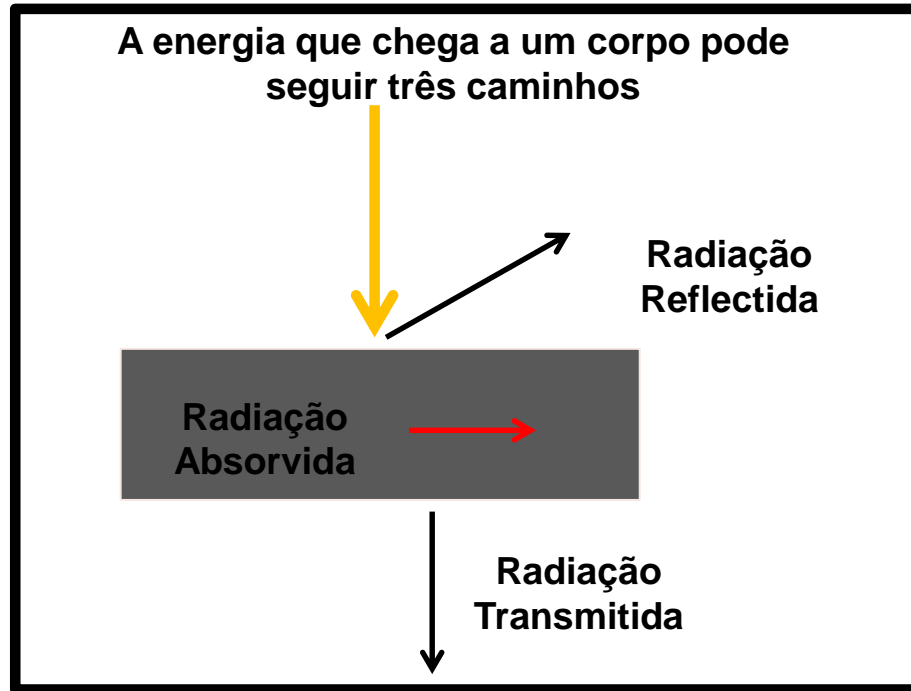 A energia que chega a um corpo pode
seguir três caminhos
Radiação
Reflectida
Radiação
Absorvida
Radiação
Transmitida